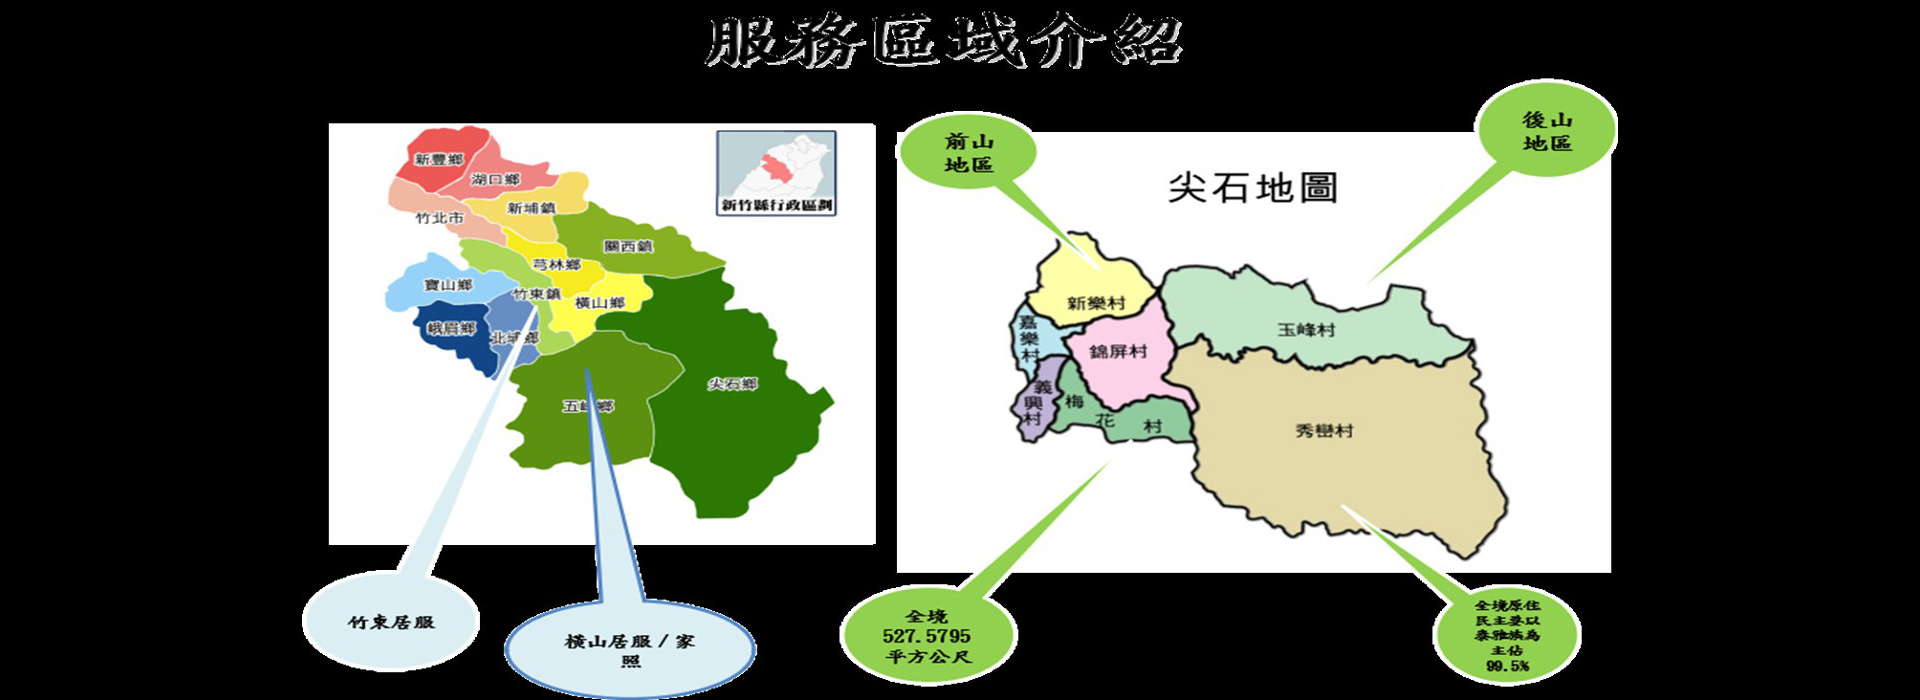 服務區域介紹
新豐鄉
湖口鄉
新埔鎮
竹北市
關西鎮
芎林鄉
寶山鄉
竹東鎮
橫山鄉
峨眉鄉
北埔鄉
尖石鄉
五峰鄉
新竹縣行政區劃
竹東居服
橫山居服/家
照
前山
地區
後山
地區
尖石地圖
新樂村
嘉樂村
錦屏村
玉峰村
義興村
梅花村
秀巒村
全境
527.5795
平方公尺
全境原住
民主要以
泰雅族為
主佔
99.5%